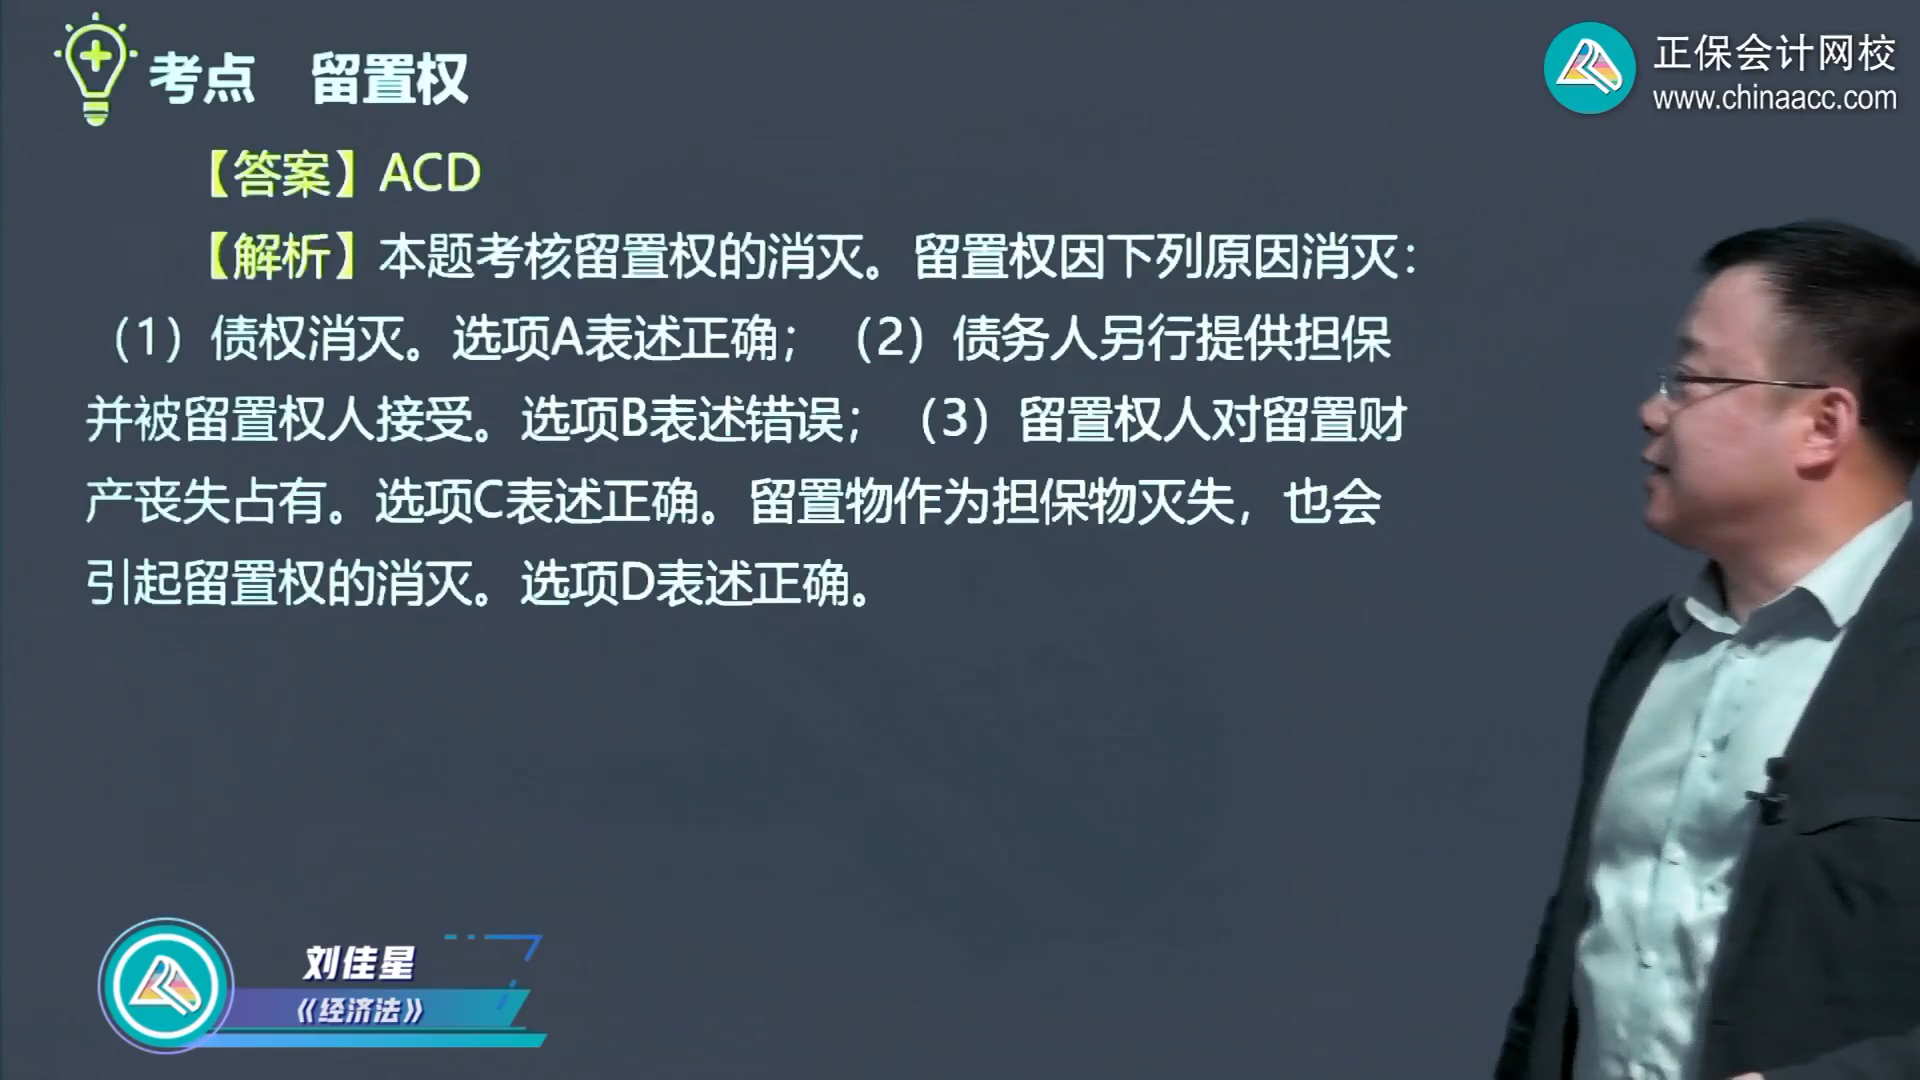 考点 留置权
正保会计网校
www.chinaacc.com
【答案】ACD
【解析】本题考核留置权的消灭。留置权因下列原因消灭：
（1）债权消灭。选项A表述正确；（2）债务人另行提供担保
并被留置权人接受。选项B表述错误；（3）留置权人对留置财
产丧失占有。选项C表述正确。留置物作为担保物灭失，也会
引起留置权的消灭。选项D表述正确。
刘佳星
《经济法》